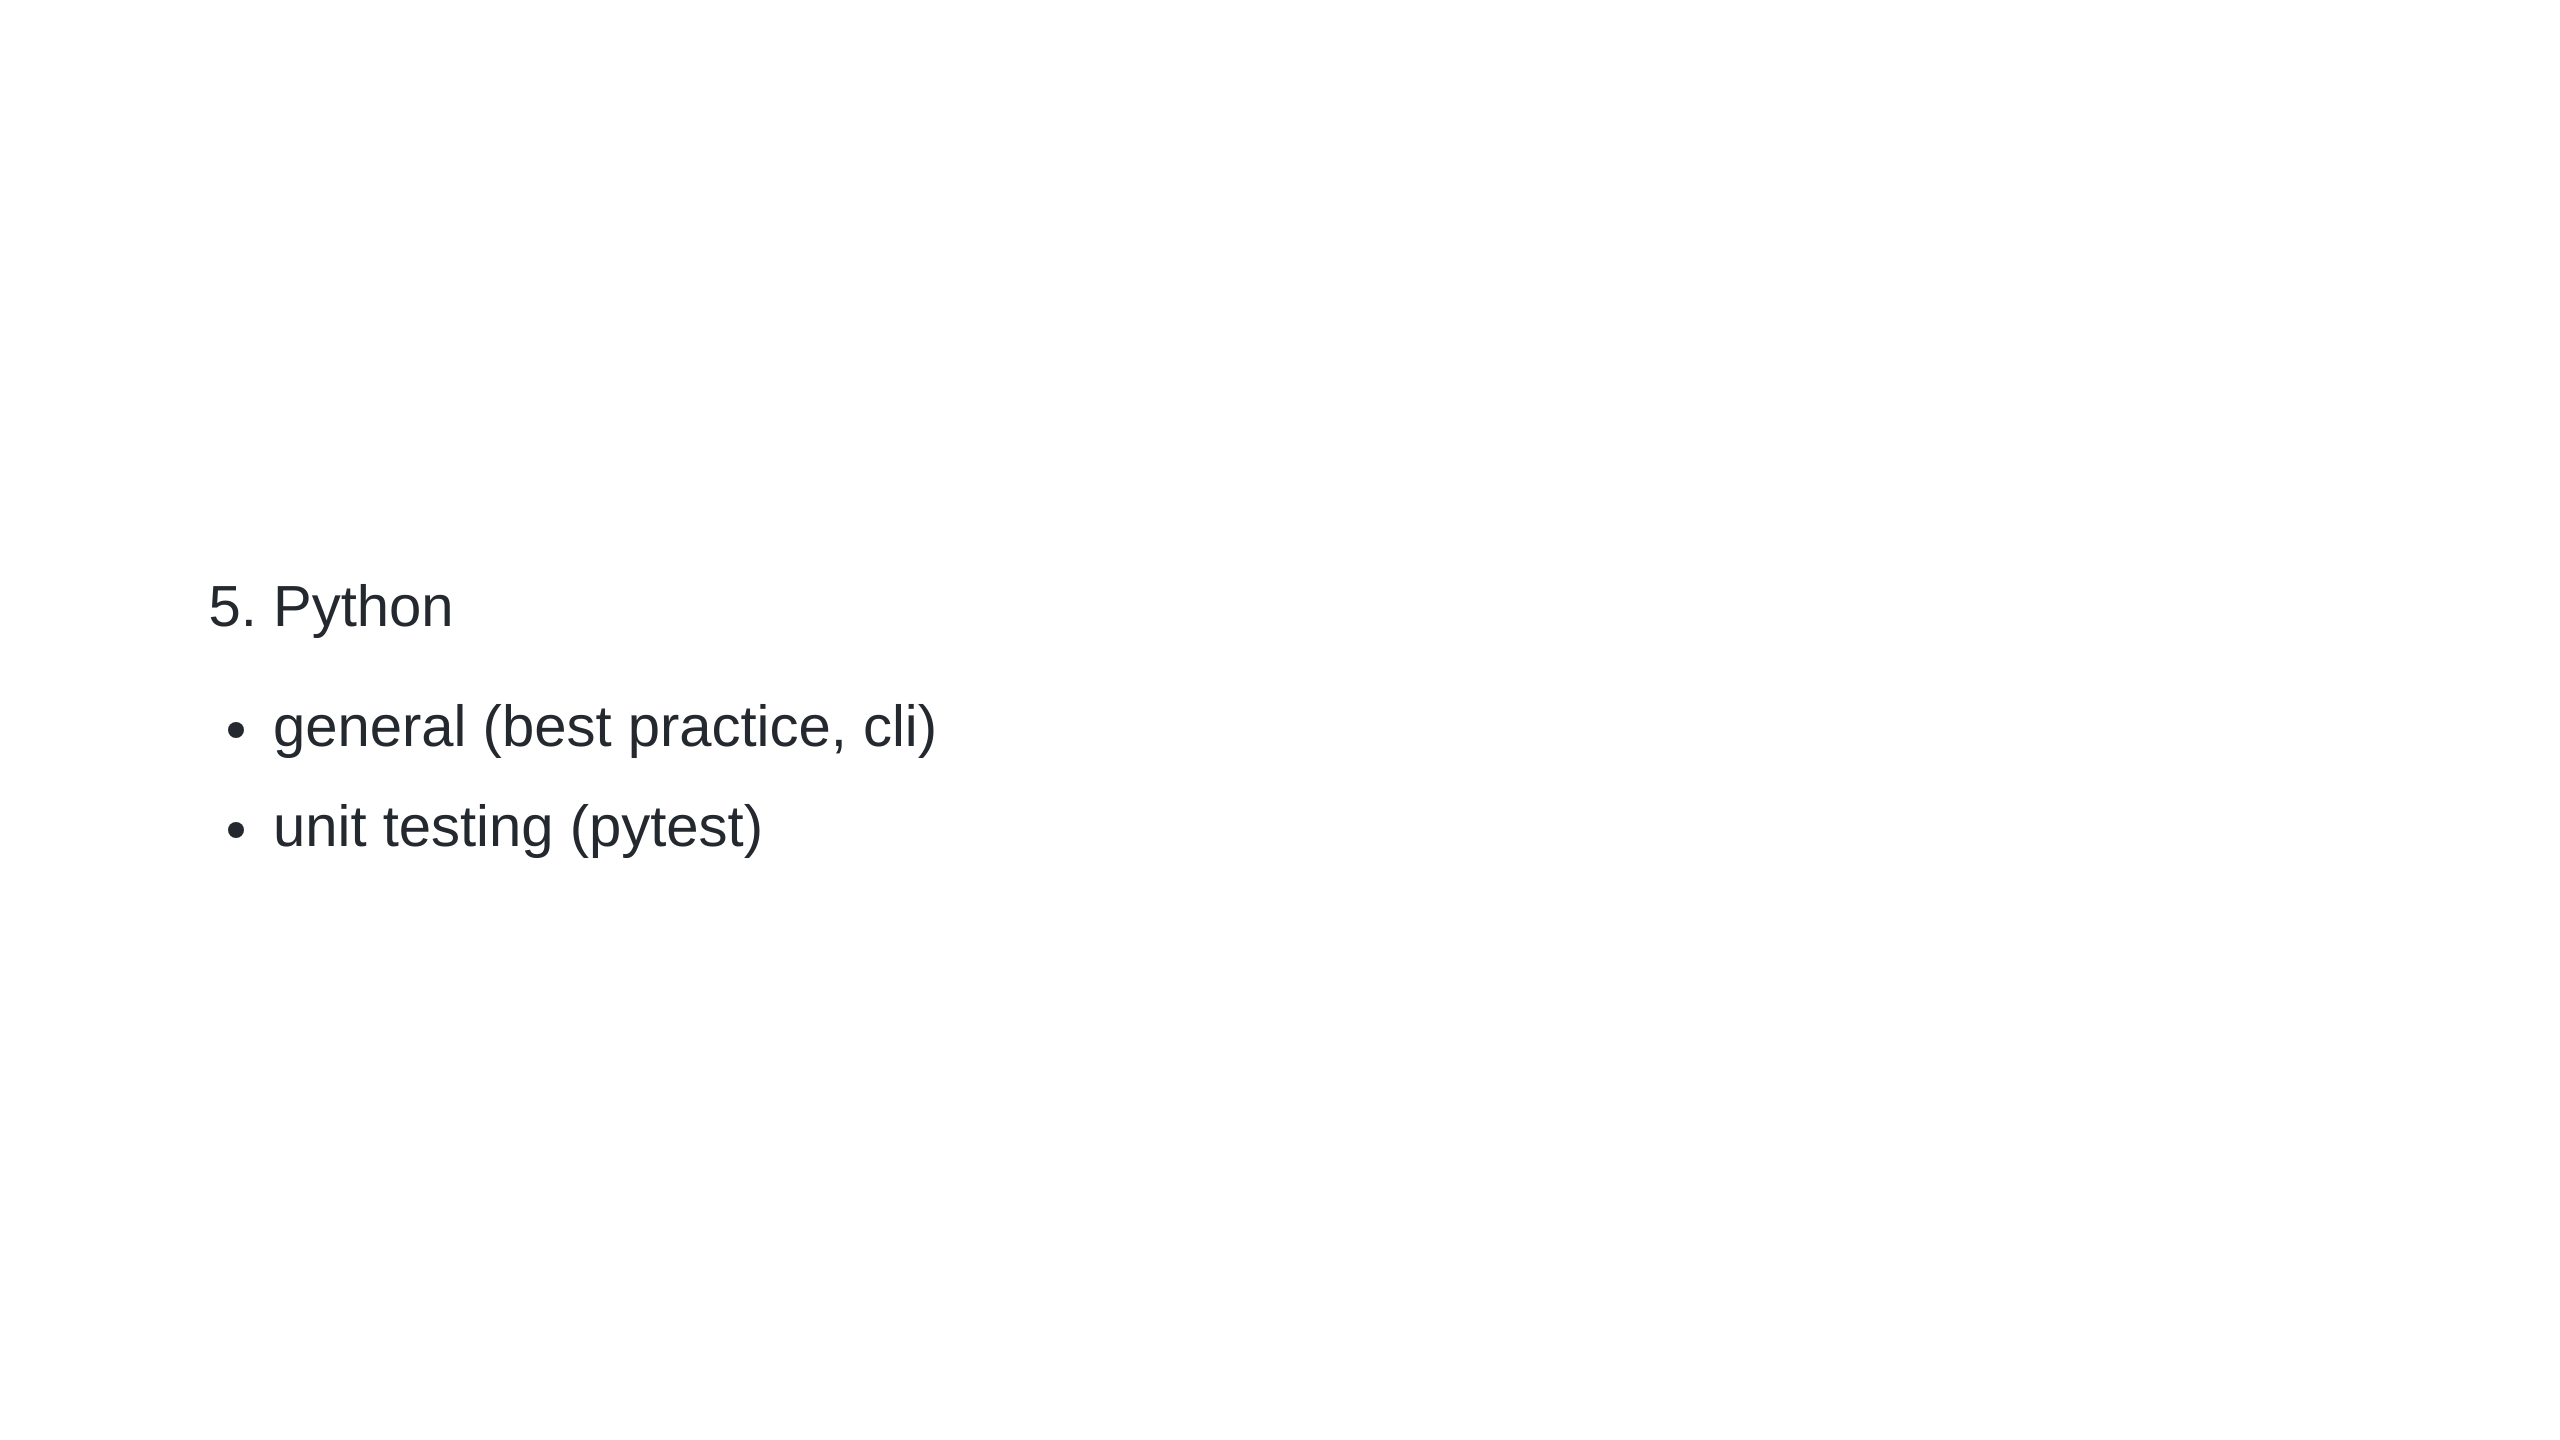 5. Python
• general (best practice, cli)
• unit testing (pytest)